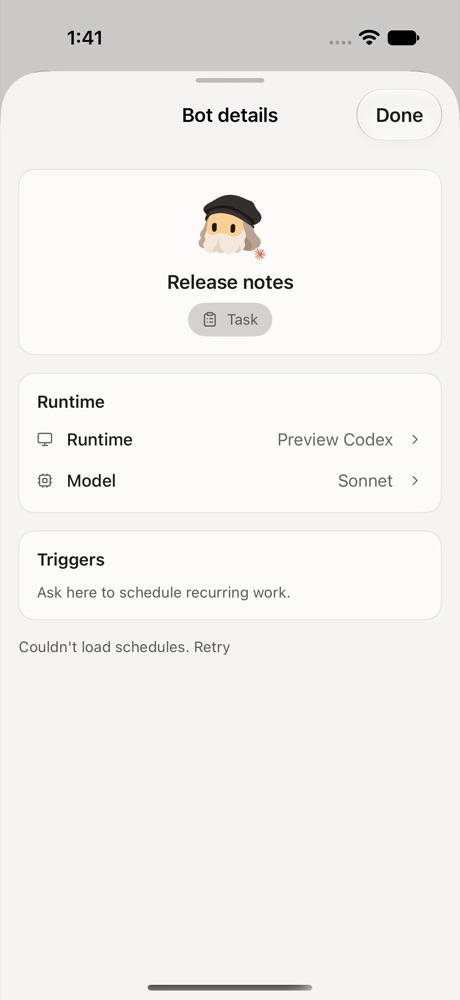 1:41
Bot details
Done
Release notes
Task
Runtime
Runtime Preview Codex
Model Sonnet
Triggers
Ask here to schedule recurring work.
Couldn't load schedules. Retry